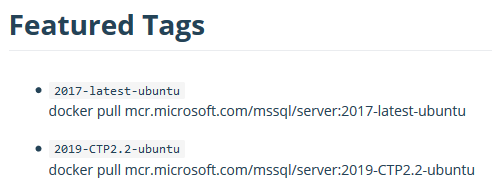 Featured Tags
2017-latest-ubuntu
docker pull mcr.microsoft.com/mssql/server:2017-latest-ubuntu
2019-CTP2.2-ubuntu
docker pull mcr.microsoft.com/mssql/server:2019-CTP2.2-ubuntu